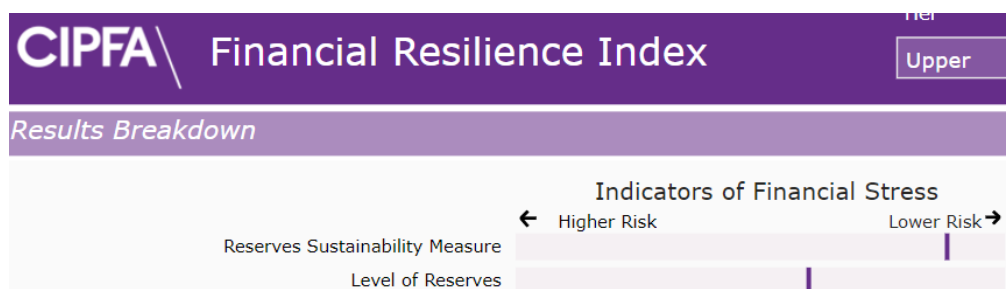 CIPFA\ Financial Resilience Index
Upper
Results Breakdown
Indicators of Financial Stress
← Higher Risk Lower Risk →
Reserves Sustainability Measure
Level of Reserves